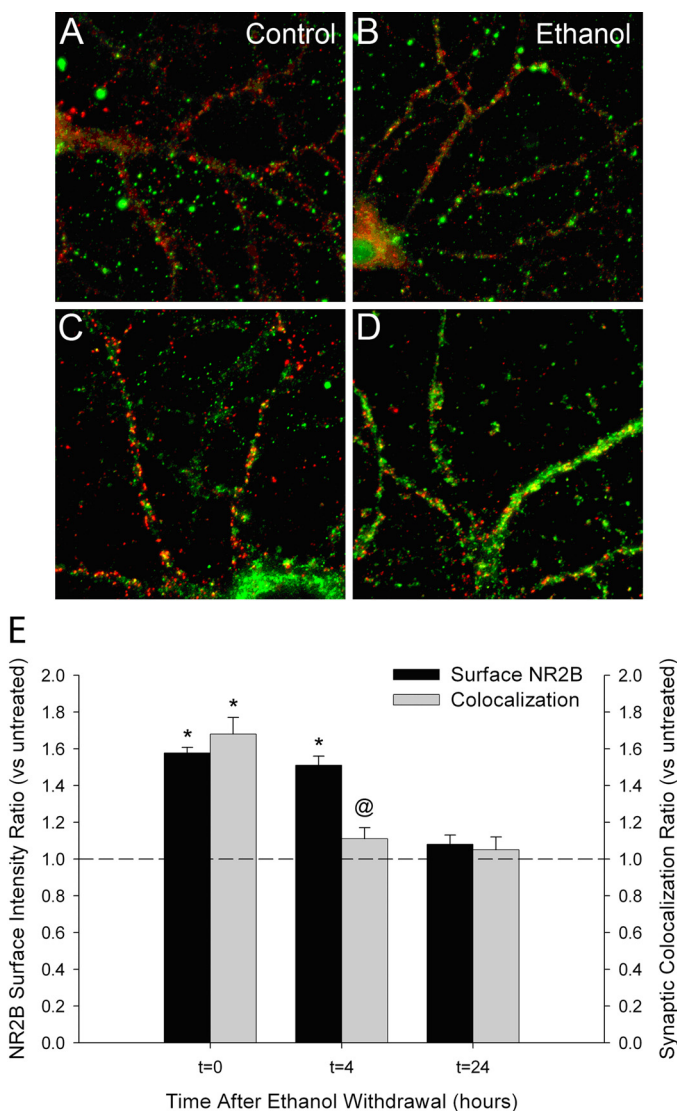 A
Control
B
Ethanol
C
D
E
NR2B Surface Intensity Ratio (vs untreated)
Synaptic Colocalization Ratio (vs untreated)
Surface NR2B
Colocalization
2.0
1.8
1.6
1.4
1.2
1.0
0.8
0.6
0.4
0.2
0.0
2.0
1.8
1.6
1.4
1.2
1.0
0.8
0.6
0.4
0.2
0.0
*
*
*
@
t=0
t=4
t=24
Time After Ethanol Withdrawal (hours)